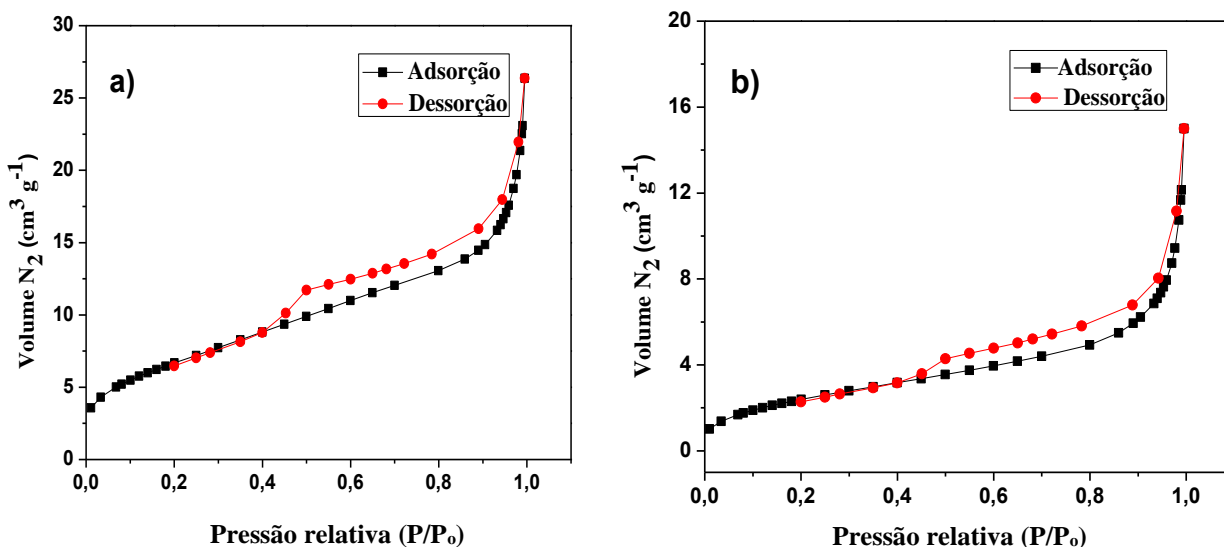 a)
Adsorção
Dessorção
Volume N₂ (cm³ g⁻¹)
30
25
20
15
10
5
0
0,0 0,2 0,4 0,6 0,8 1,0
Pressão relativa (P/Pₒ)
b)
Adsorção
Dessorção
Volume N₂ (cm³ g⁻¹)
20
16
12
8
4
0
0,0 0,2 0,4 0,6 0,8 1,0
Pressão relativa (P/Pₒ)